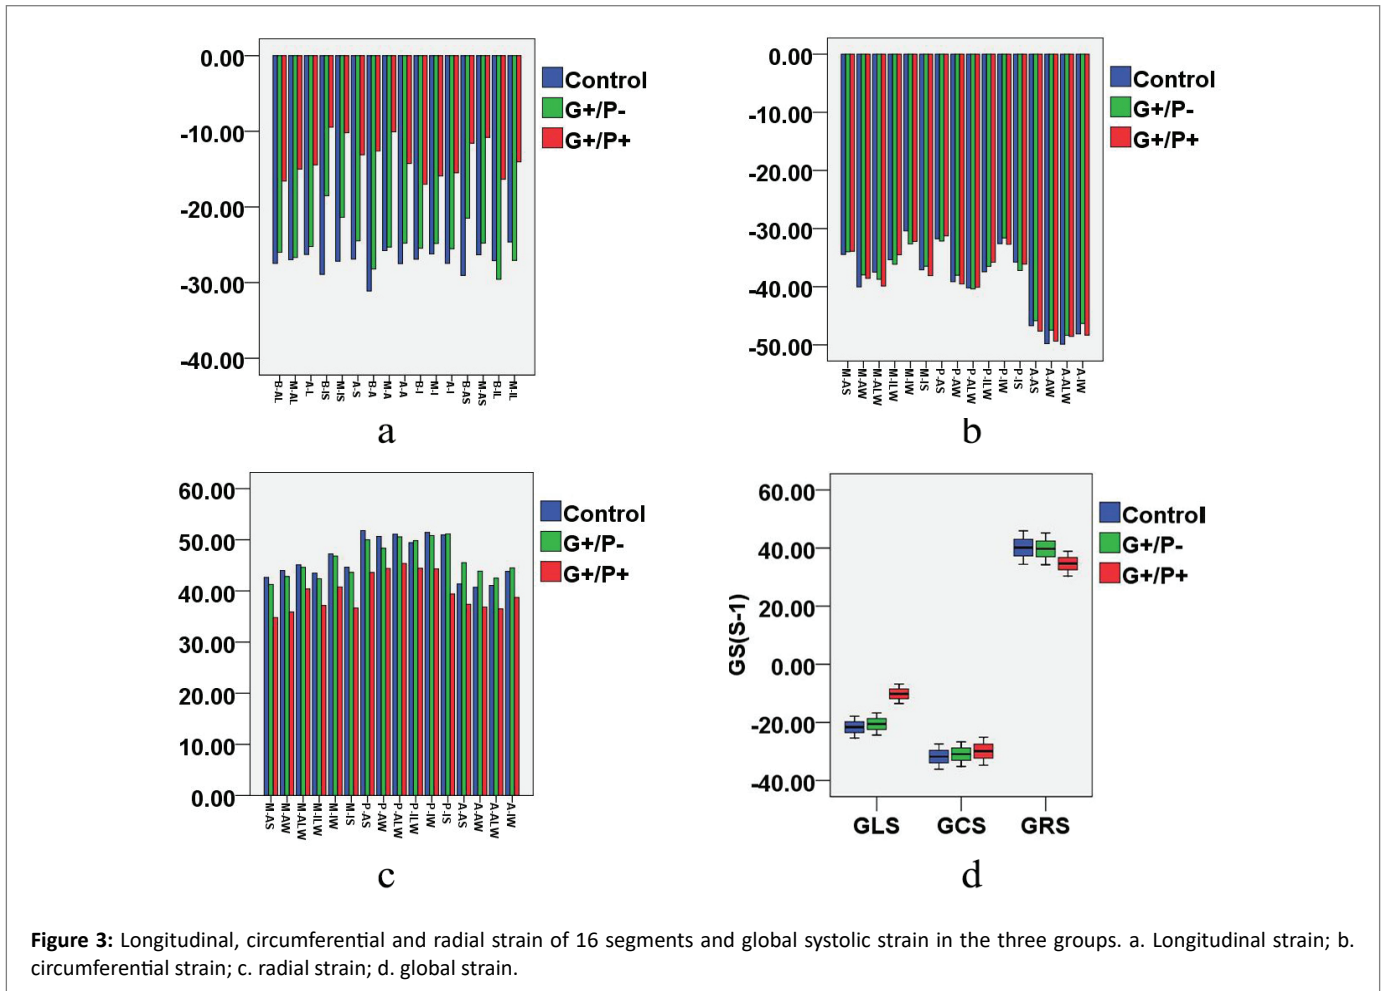 0.00
-10.00
-20.00
-30.00
-40.00
Control
G+/P-
G+/P+
B-AL
M-AL
A-L
B-IS
M-IS
A-S
B-A
M-A
A-A
B-I
M-I
A-I
B-AS
M-AS
B-IL
M-IL
a
0.00
-10.00
-20.00
-30.00
-40.00
-50.00
Control
G+/P-
G+/P+
M-AS
M-AW
M-ALW
M-ILW
M-IW
M-IS
P-AS
P-AW
P-ALW
P-ILW
P-IW
P-IS
A-AS
A-AW
A-ALW
A-IW
b
60.00
50.00
40.00
30.00
20.00
10.00
0.00
Control
G+/P-
G+/P+
M-AS
M-AW
M-ALW
M-ILW
M-IW
M-IS
P-AS
P-AW
P-ALW
P-ILW
P-IW
P-IS
A-AS
A-AW
A-ALW
A-IW
c
GS(S-1)
60.00
40.00
20.00
0.00
-20.00
-40.00
Control
G+/P-
G+/P+
GLS
GCS
GRS
d
Figure 3: Longitudinal, circumferential and radial strain of 16 segments and global systolic strain in the three groups. a. Longitudinal strain; b.
circumferential strain; c. radial strain; d. global strain.